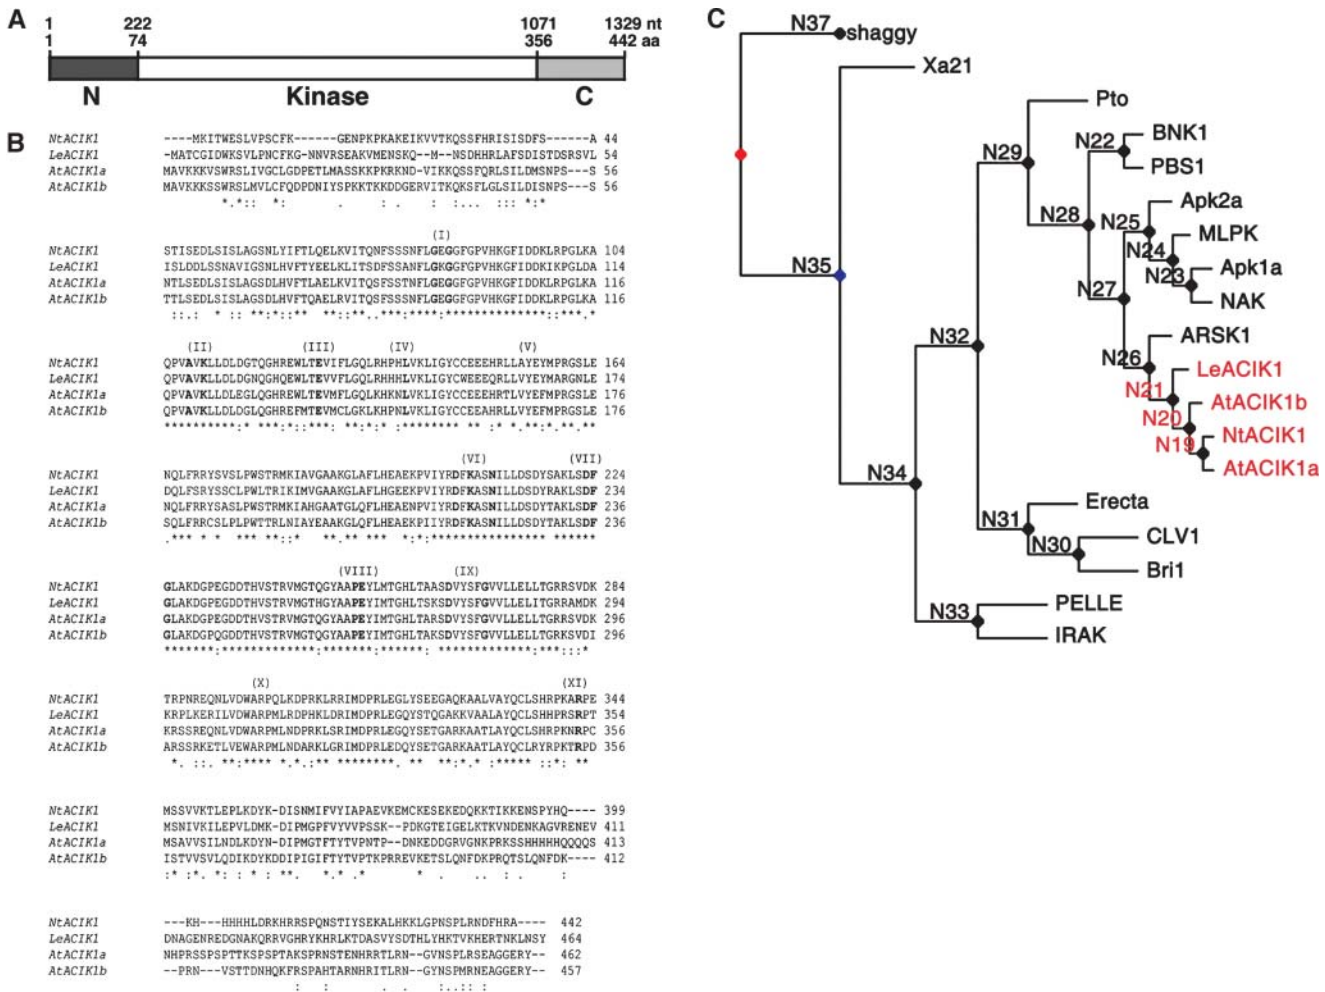 A
1 222 1071 1329 nt
1 74 356 442 aa
N Kinase C
B
NtACIK1 ----MKITWESLVPSCFK------GENPKPKAKEIKVVTKQSSFHRISISDFS------A 44
LeACIK1 -MATCGIDWKSVLPNCFKG-NNVRSEAKVMENSKQ--M--NSDHHRLAFSDISTDSRSVL 54
AtACIK1a MAVKKKVSWRSLIVGCLGDPETLMASSKKPKRKND-VIKKQSSFQRLSILDMSNPS---S 56
AtACIK1b MAVKKKKSWRSLMVLCFQDPDNIYSPKKTKKDDGERVITKQKSFLGLSILDISNPS---S 56
(I)
NtACIK1 STISEDLSISLAGSNLYIFTLQELKVITQNFSSSNFLGEGGFGPVHKGFIDDKLRPGLKA 104
LeACIK1 ISLDDLSSNAVIGSNLHVFTYEELKLITSDFSSANFLGKGGFGPVHKGFIDDKIKPGLDA 114
AtACIK1a NTLSEDLSISLAGSDLHVFTLAELKVITQSFSSTNFLGEGGFGPVHKGFIDDKLRPGLKA 116
AtACIK1b TTLSEDLSISLAGSDLHVFTQAELRVITQSFSSSNFLGEGGFGPVHKGFIDDKLRPGLKA 116
(II) (III) (IV) (V)
NtACIK1 QPVAVKLLDLDGTQGHREWLTEVIFLGQLRHPHLVKLIGYCCEEEHRLLAYEYMPRGSLE 164
LeACIK1 QPVAVKLLDLDGNQGHQEWLTEVVFLGQLRHHHLVKLIGYCWEEEQRLLVYEYMARGNLE 174
AtACIK1a QPVAVKLLDLEGLQGHREWLTEVMFLGQLKHKNLVKLIGYCCEEEHRTLVYEFMPRGSLE 176
AtACIK1b QPVAVKLLDLDGLQGHREFMTEVMCLGKLKHPNLVKLIGYCCEEAHRLLVYEFMPRGSLE 176
(VI) (VII)
NtACIK1 NQLFRRYSVSLPWSTRMKIAVGAAKGLAFLHEAEKPVIYRDFKASNILLDSDYSAKLSDF 224
LeACIK1 DQLFSRYSSCLPWLTRIKIMVGAAKGLAFLHGEEKPVIYRDFKASNILLDSDYRAKLSDF 234
AtACIK1a NQLFRRYSASLPWSTRMKIAHGAATGLQFLHEAENPVIYRDFKASNILLDSDYTAKLSDF 236
AtACIK1b SQLFRRCSLPLPWTTRLNIAYEAAKGLQFLHEAEKPIIYRDFKASNILLDSDYTAKLSDF 236
(VIII) (IX)
NtACIK1 GLAKDGPEGDDTHVSTRVMGTQGYAAPEYLMTGHLTAASDVYSFGVVLLELLTGRRSVDK 284
LeACIK1 GLAKDGPEGDDTHVSTRVMGTHGYAAPEYIMTGHLTSKSDVYSFGVVLLELITGRRAMDK 294
AtACIK1a GLAKDGPEGDDTHVSTRVMGTQGYAAPEYIMTGHLTARSDVYSFGVVLLELLTGRRSVDK 296
AtACIK1b GLAKDGPQGDDTHVSTRVMGTQGYAAPEYIMTGHLTAKSDVYSFGVVLLELLTGRKSVDI 296
(X) (XI)
NtACIK1 TRPNREQNLVDWARPQLKDPRKLRRIMDPRLEGLYSEEGAQKAALVAYQCLSHRPKARPE 344
LeACIK1 KRPLKERILVDWARPMLRDPHKLDRIMDPRLEGQYSTQGAKKVAALAYQCLSHHPRSRPT 354
AtACIK1a KRSSREQNLVDWARPMLNDPRKLSRIMDPRLEGQYSETGARKAATLAYQCLSHRPKNRPC 356
AtACIK1b ARSSRKETLVEWARPMLNDARKLGRIMDPRLEDQYSETGARKAATLAYQCLRYRPKTRPD 356
NtACIK1 MSSVVKTLEPLKDYK-DISNMIFVYIAPAEVKEMCKESEKEDQKKTIKKENSPYHQ---- 399
LeACIK1 MSNIVKILEPVLDMK-DIPMGPFVYVVPSSK--PDKGTEIGELKTKVNDENKAGVRENEV 411
AtACIK1a MSAVVSILNDLKDYN-DIPMGTFTYTVPNTP--DNKEDDGRVGNKPRKSSHHHHHQQQQS 413
AtACIK1b ISTVVSVLQDIKDYKDDIPIGIFTYTVPTKPRREVKETSLQNFDKPRQTSLQNFDK---- 412
NtACIK1 ---KH---HHHHLDRKHRRSPQNSTIYSEKALHKKLGPNSPLRNDFHRA---- 442
LeACIK1 DNAGENREDGNAKQRRVGHRYKHRLKTDASVYSDTHLYHKTVKHERTNKLNSY 464
AtACIK1a NHPRSSPSPTTKSPSPTAKSPRNSTENHRRTLRN--GVNSPLRSEAGGERY-- 462
AtACIK1b --PRN---VSTTDNHQKFRSPAHTARNHRITLRN--GYNSPMRNEAGGERY-- 457
C
N37 shaggy
Xa21
Pto
N22 BNK1
N29
PBS1
Apk2a
N28 N25
MLPK
N24
Apk1a
N23
N27 NAK
N32 ARSK1
N26
LeACIK1
N21
AtACIK1b
N20
NtACIK1
N19
AtACIK1a
N35
N34
Erecta
N31
CLV1
N30
Bri1
PELLE
N33
IRAK